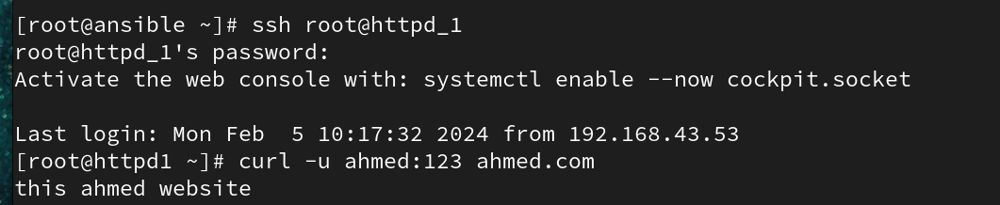 [root@ansible ~]# ssh root@httpd_1
root@httpd_1's password:
Activate the web console with: systemctl enable --now cockpit.socket
Last login: Mon Feb  5 10:17:32 2024 from 192.168.43.53
[root@httpd1 ~]# curl -u ahmed:123 ahmed.com
this ahmed website